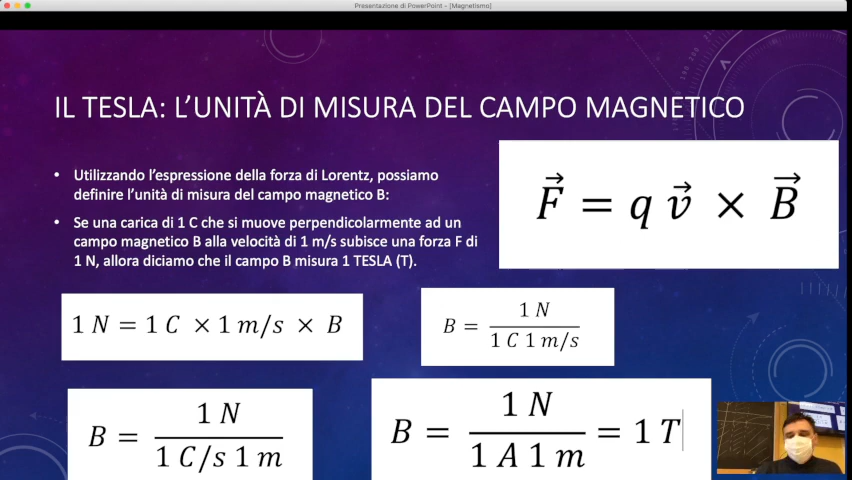 Presentazione di PowerPoint - [Magnetismo]
IL TESLA: L'UNITÀ DI MISURA DEL CAMPO MAGNETICO
• Utilizzando l'espressione della forza di Lorentz, possiamo
definire l'unità di misura del campo magnetico B:
• Se una carica di 1 C che si muove perpendicolarmente ad un
campo magnetico B alla velocità di 1 m/s subisce una forza F di
1 N, allora diciamo che il campo B misura 1 TESLA (T).
F⃗ = q v⃗ × B⃗
1 N = 1 C × 1 m/s × B
B = 1 N / 1 C 1 m/s
B = 1 N / 1 C/s 1 m
B = 1 N / 1 A 1 m = 1 T